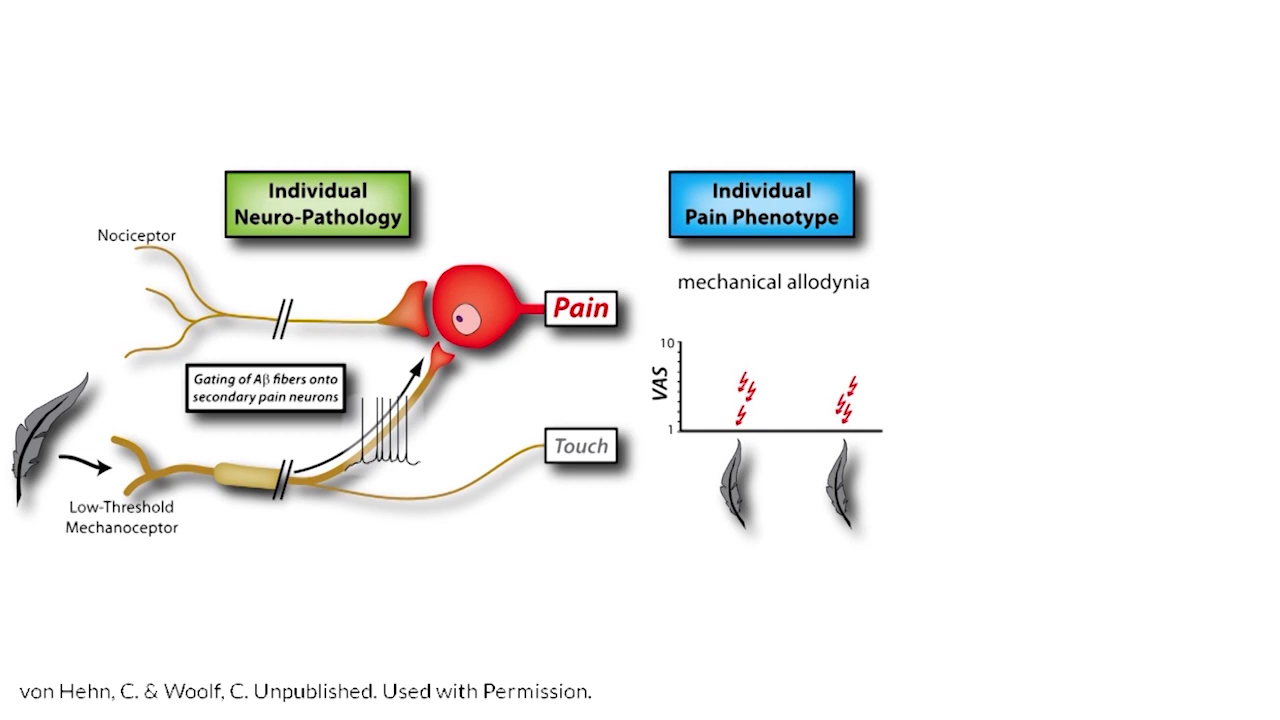 Individual
Neuro-Pathology
Individual
Pain Phenotype
Nociceptor
mechanical allodynia
Pain
Gating of Aβ fibers onto
secondary pain neurons
10
VAS
1
Touch
Low-Threshold
Mechanoceptor
von Hehn, C. & Woolf, C. Unpublished. Used with Permission.